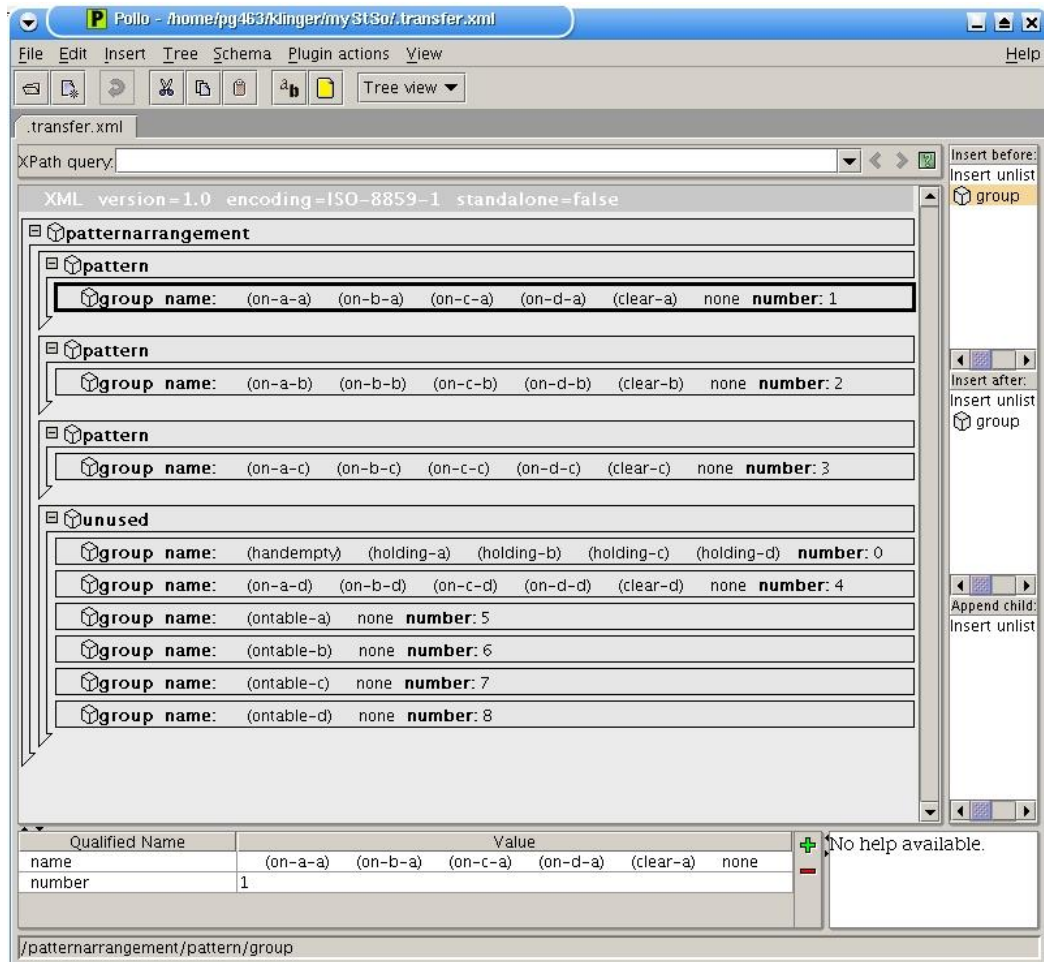 Pollo - /home/pg463/klinger/myStSo/.transfer.xml
File Edit Insert Tree Schema Plugin actions View Help
ab Tree view
.transfer.xml
XPath query:
XML version=1.0 encoding=ISO-8859-1 standalone=false
patternarrangement
pattern
group name: (on-a-a) (on-b-a) (on-c-a) (on-d-a) (clear-a) none number: 1
pattern
group name: (on-a-b) (on-b-b) (on-c-b) (on-d-b) (clear-b) none number: 2
pattern
group name: (on-a-c) (on-b-c) (on-c-c) (on-d-c) (clear-c) none number: 3
unused
group name: (handempty) (holding-a) (holding-b) (holding-c) (holding-d) number: 0
group name: (on-a-d) (on-b-d) (on-c-d) (on-d-d) (clear-d) none number: 4
group name: (ontable-a) none number: 5
group name: (ontable-b) none number: 6
group name: (ontable-c) none number: 7
group name: (ontable-d) none number: 8
Insert before:
Insert unlist
group
Insert after:
Insert unlist
group
Append child:
Insert unlist
Qualified Name Value
name (on-a-a) (on-b-a) (on-c-a) (on-d-a) (clear-a) none
number 1
No help available.
/patternarrangement/pattern/group